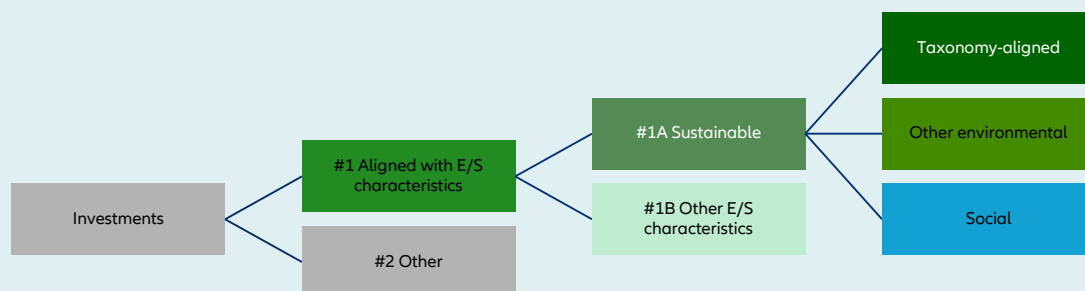 Taxonomy-aligned
#1A Sustainable
Other environmental
#1 Aligned with E/S
characteristics
Investments
#1B Other E/S
characteristics
Social
#2 Other